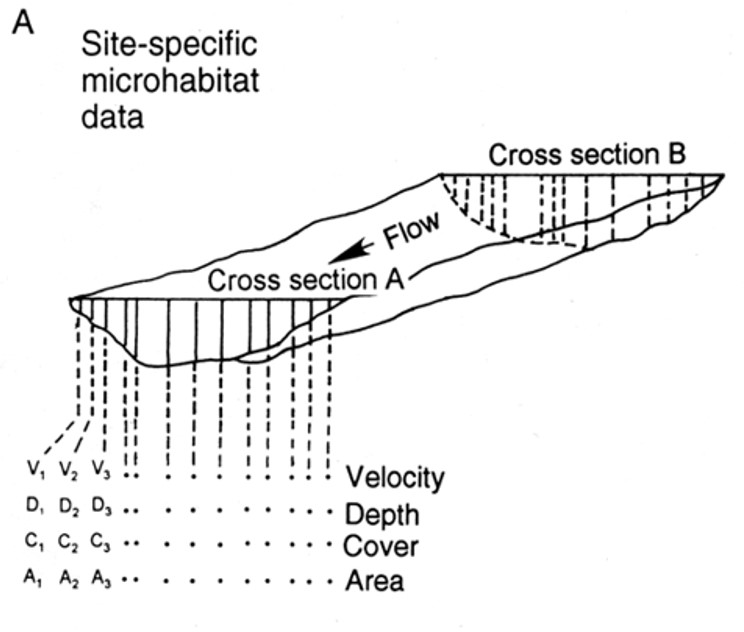 A
Site-specific
microhabitat
data
Cross section B
Flow
Cross section A
V₁ V₂ V₃ Velocity
D₁ D₂ D₃ Depth
C₁ C₂ C₃ Cover
A₁ A₂ A₃ Area